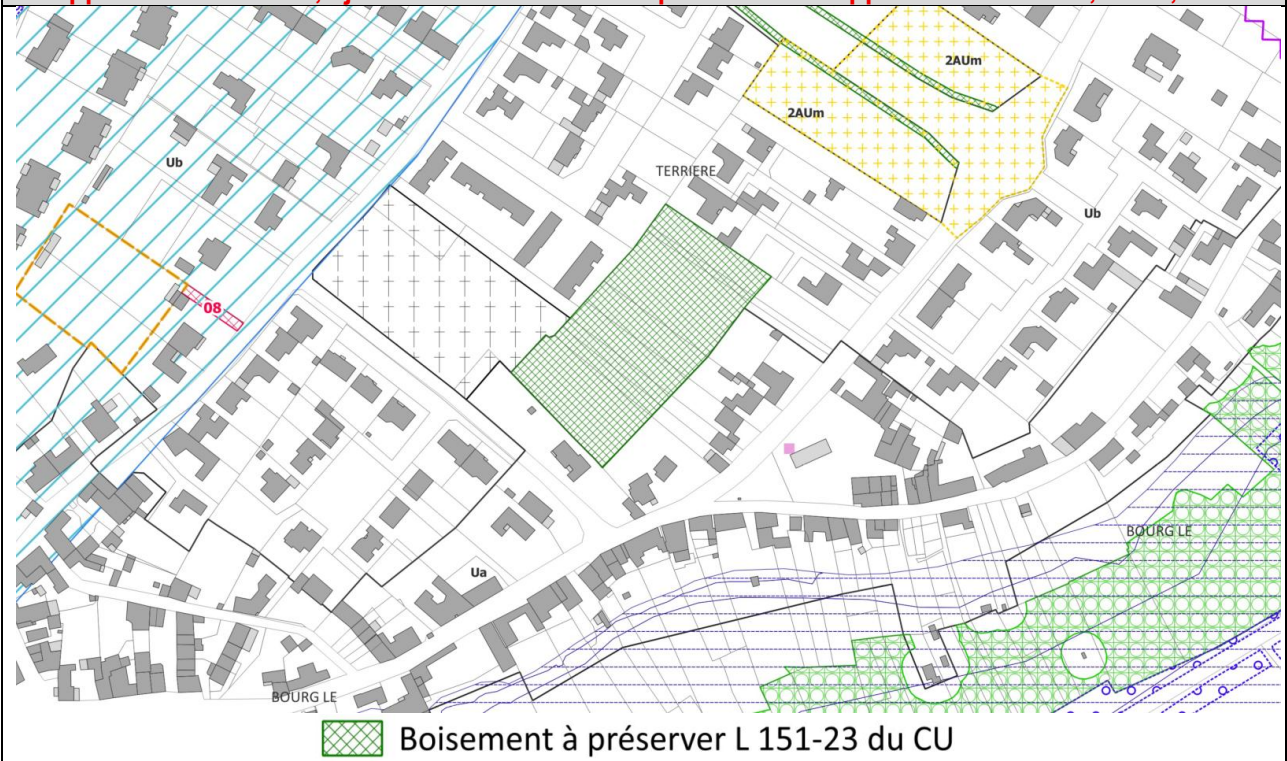 2AUm
2AUm
Ub
TERRIERE
Ub
08
BOURG LE
Ua
BOURG LE
Boisement à préserver L 151-23 du CU